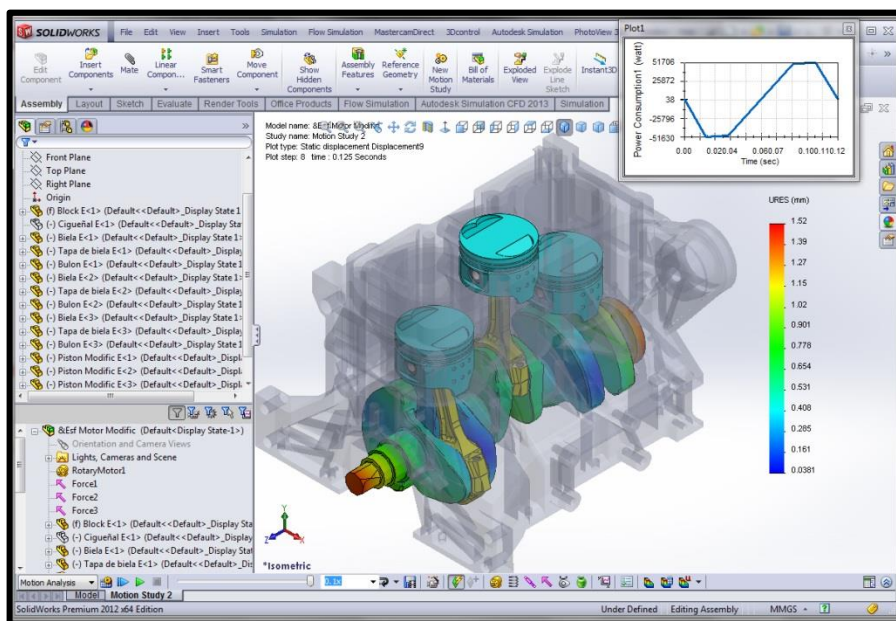 SOLIDWORKS File Edit View Insert Tools Simulation Flow Simulation MastercamDirect 3Dcontrol Autodesk Simulation PhotoView 3
Edit Component
Insert Components
Mate
Linear Compon...
Smart Fasteners
Move Component
Show Hidden Components
Assembly Features
Reference Geometry
New Motion Study
Bill of Materials
Exploded View
Explode Line Sketch
Instant3D
Assembly Layout Sketch Evaluate Render Tools Office Products Flow Simulation Autodesk Simulation CFD 2013 Simulation
Plot1
Power Consumption1 (watt)
51706
25872
38
-25796
-51630
0.00 0.020.04 0.060.07 0.100.110.12
Time (sec)
Front Plane
Top Plane
Right Plane
Origin
(f) Block E<1> (Default<<Default>_Display State 1
(-) Cigueñal E<1> (Default<<Default>_Display Sta
(-) Biela E<1> (Default<<Default>_Display State 1>
(-) Tapa de biela E<1> (Default<<Default>_Display
(-) Bulon E<1> (Default<<Default>_Display State 1
(-) Biela E<2> (Default<<Default>_Display State 1>
(-) Tapa de biela E<2> (Default<<Default>_Display
(-) Bulon E<2> (Default<<Default>_Display State 1
(-) Biela E<3> (Default<<Default>_Display State 1>
(-) Tapa de biela E<3> (Default<<Default>_Display
(-) Bulon E<3> (Default<<Default>_Display State 1
(-) Piston Modific E<1> (Default<<Default>_Displ
(-) Piston Modific E<2> (Default<<Default>_Displ
(-) Piston Modific E<3> (Default<<Default>_Displ
Model name: &Esf Motor Modific
Study name: Motion Study 2
Plot type: Static displacement Displacement9
Plot step: 8 time : 0.125 Seconds
URES (mm)
1.52
1.39
1.27
1.15
1.02
0.901
0.778
0.654
0.531
0.408
0.285
0.161
0.0381
&Esf Motor Modific (Default<Display State-1>)
Orientation and Camera Views
Lights, Cameras and Scene
RotaryMotor1
Force1
Force2
Force3
(f) Block E<1> (Default<<Default>_Display Sta
(-) Cigueñal E<1> (Default<<Default>_Display
(-) Biela E<1> (Default<<Default>_Display Sta
(-) Tapa de biela E<1> (Default<<Default>_Dis
Y
Z
X
*Isometric
Motion Analysis
0.1x
Model Motion Study 2
SolidWorks Premium 2012 x64 Edition
Under Defined Editing Assembly MMGS